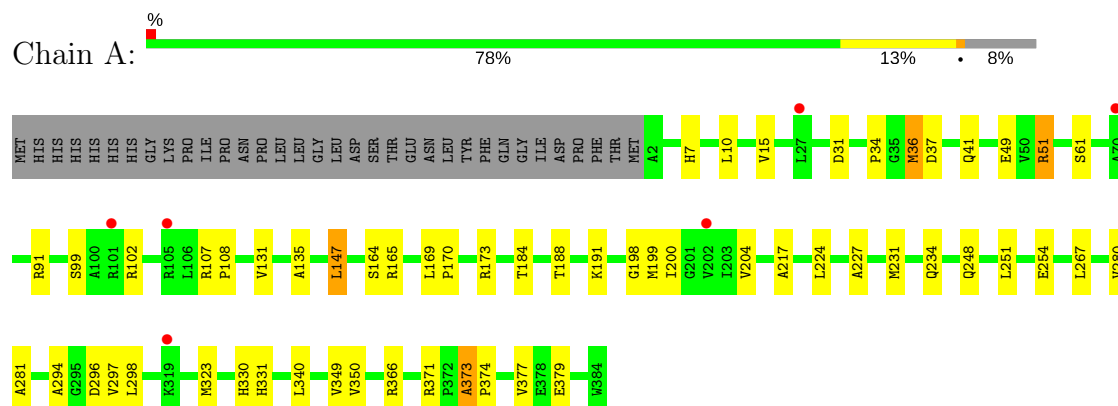 %
Chain A:
78% 13% • 8%
MET HIS HIS HIS HIS HIS HIS GLY LYS PRO ILE PRO ASN PRO LEU LEU GLY LEU ASP SER THR GLU ASN LEU TYR PHE GLN GLY ILE ASP PRO PHE THR MET A2 H7 L10 V15 L27 D31 P34 G35 M36 D37 Q41 E49 V50 R51 S61 A70
R91 S99 A100 R101 R102 R105 L106 R107 P108 V131 A135 L147 S164 R165 L169 P170 R173 T184 T188 K191 G198 M199 I200 G201 V202 I203 V204 A217 L224 A227 M231 Q234 Q248 L251 E254 L267 V280
A281 A294 G295 D296 V297 L298 K319 M323 H330 H331 L340 V349 V350 R366 R371 P372 A373 P374 V377 E378 E379 W384